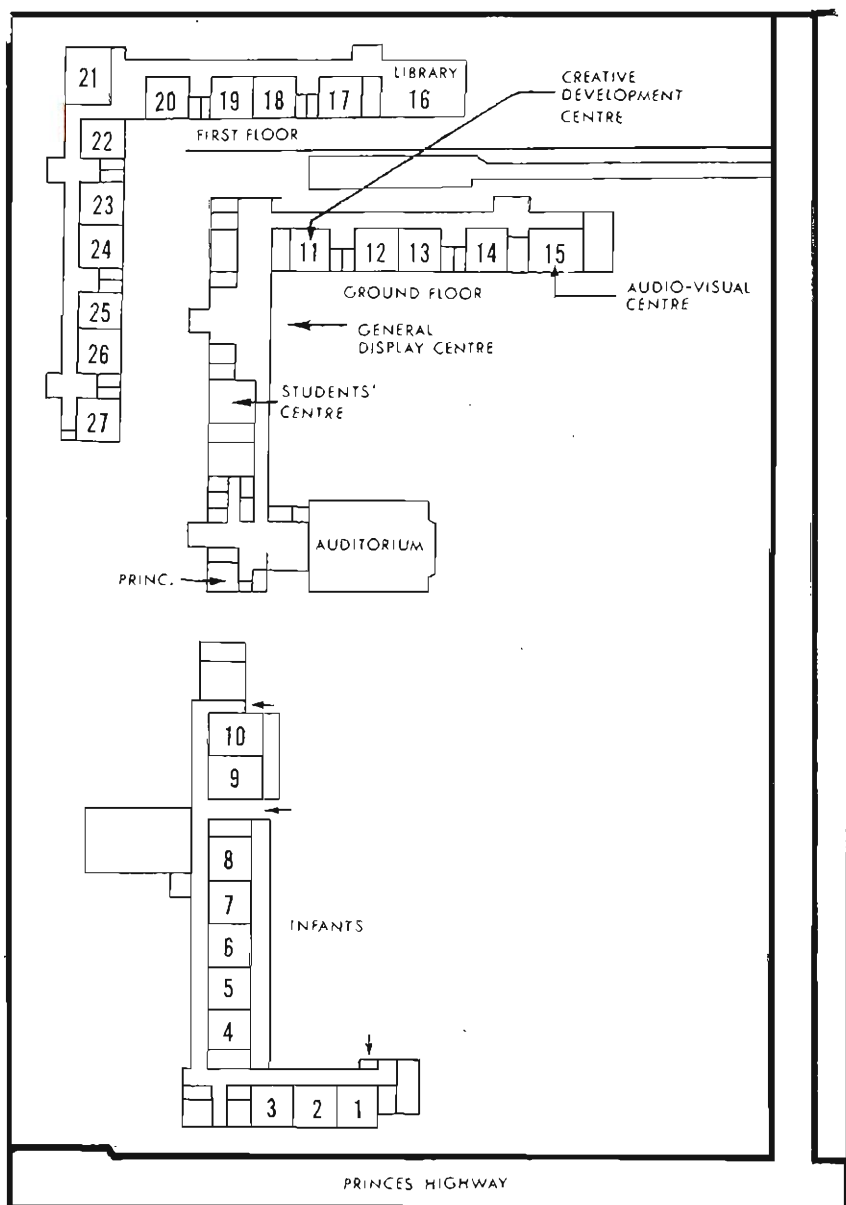 21
LIBRARY
20
19
18
17
16
CREATIVE
DEVELOPMENT
CENTRE
FIRST FLOOR
22
23
24
25
26
27
11
12
13
14
15
GROUND FLOOR
AUDIO-VISUAL
CENTRE
GENERAL
DISPLAY CENTRE
STUDENTS'
CENTRE
AUDITORIUM
PRINC.
10
9
8
7
6
5
4
INFANTS
3
2
1
PRINCES HIGHWAY